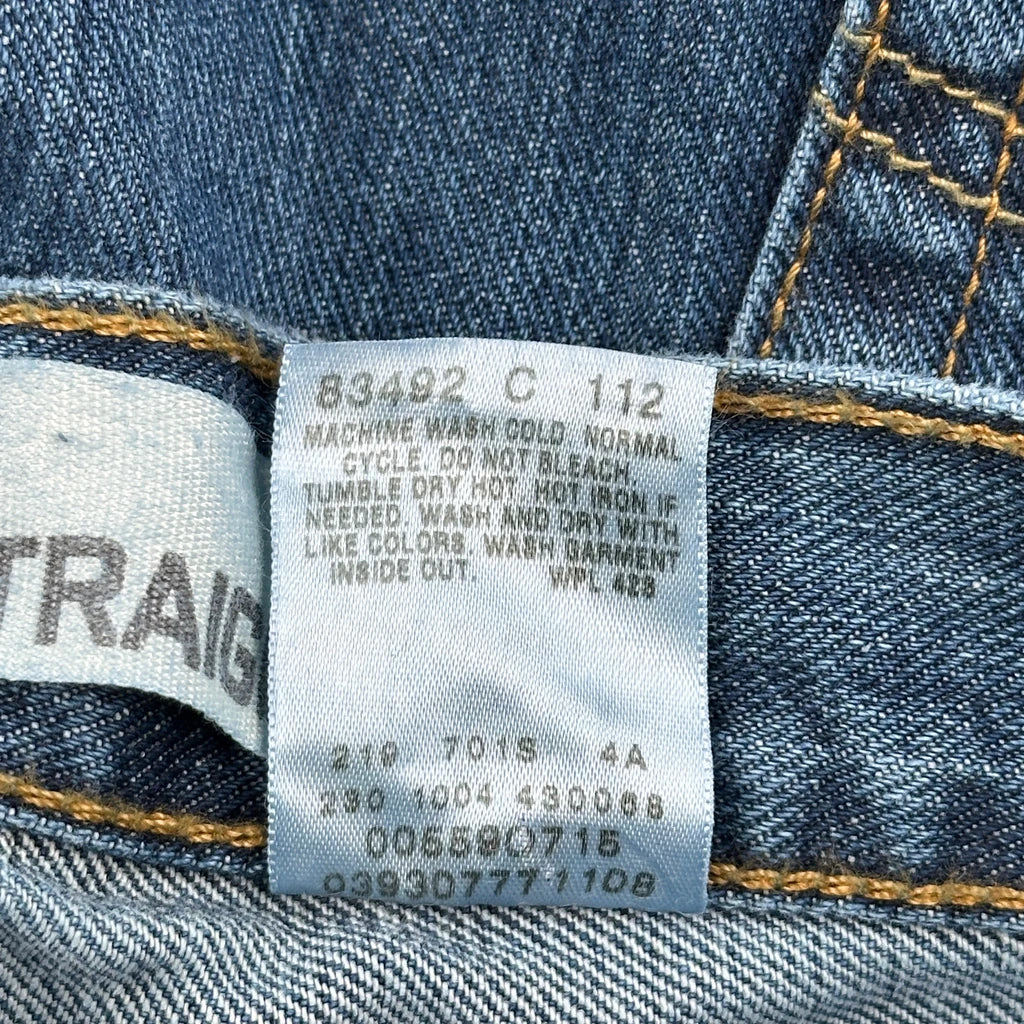 TRAIG
83492 C 112
MACHINE WASH COLD. NORMAL
CYCLE. DO NOT BLEACH.
TUMBLE DRY HOT. HOT IRON IF
NEEDED. WASH AND DRY WITH
LIKE COLORS. WASH GARMENT
INSIDE OUT. WPL 423
219 701S 4A
230 1004 430068
005590715
039307771108